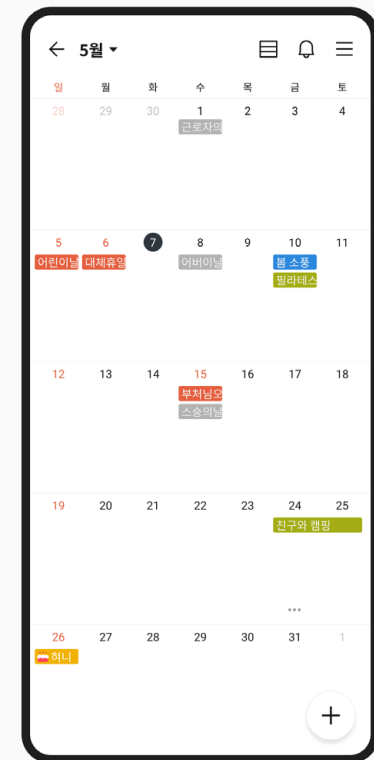 5월
일 월 화 수 목 금 토
28 29 30 1 2 3 4
근로자의
5 6 7 8 9 10 11
어린이날 대체휴일 어버이날 봄 소풍
필라테스
12 13 14 15 16 17 18
부처님오
스승의날
19 20 21 22 23 24 25
친구와 캠핑
26 27 28 29 30 31 1
혀니